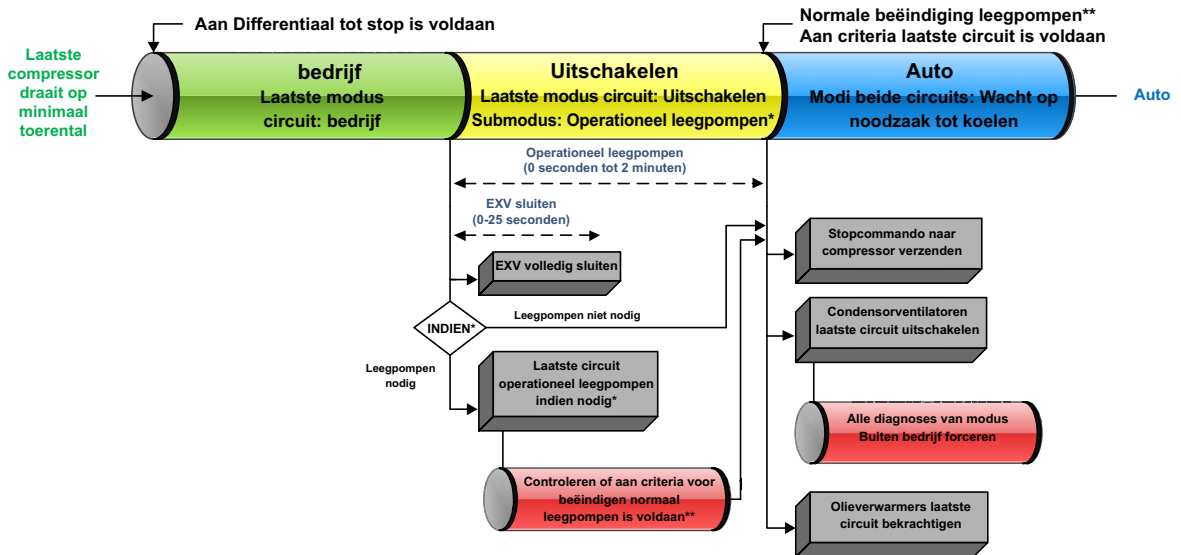 Aan Differentiaal tot stop is voldaan
Normale beëindiging leegpompen**
Aan criteria laatste circuit is voldaan
Laatste
compressor
draait op
minimaal
toerental
bedrijf
Laatste modus
circuit: bedrijf
Uitschakelen
Laatste modus circuit: Uitschakelen
Submodus: Operationeel leegpompen*
Auto
Modi beide circuits: Wacht op
noodzaak tot koelen
Auto
Operationeel leegpompen
(0 seconden tot 2 minuten)
EXV sluiten
(0-25 seconden)
EXV volledig sluiten
INDIEN*
Leegpompen niet nodig
Leegpompen
nodig
Laatste circuit
operationeel leegpompen
indien nodig*
Controleren of aan criteria voor
beëindigen normaal
leegpompen is voldaan**
Stopcommando naar
compressor verzenden
Condensorventilatoren
laatste circuit uitschakelen
Alle diagnoses van modus
Buiten bedrijf forceren
Olieverwarmers laatste
circuit bekrachtigen